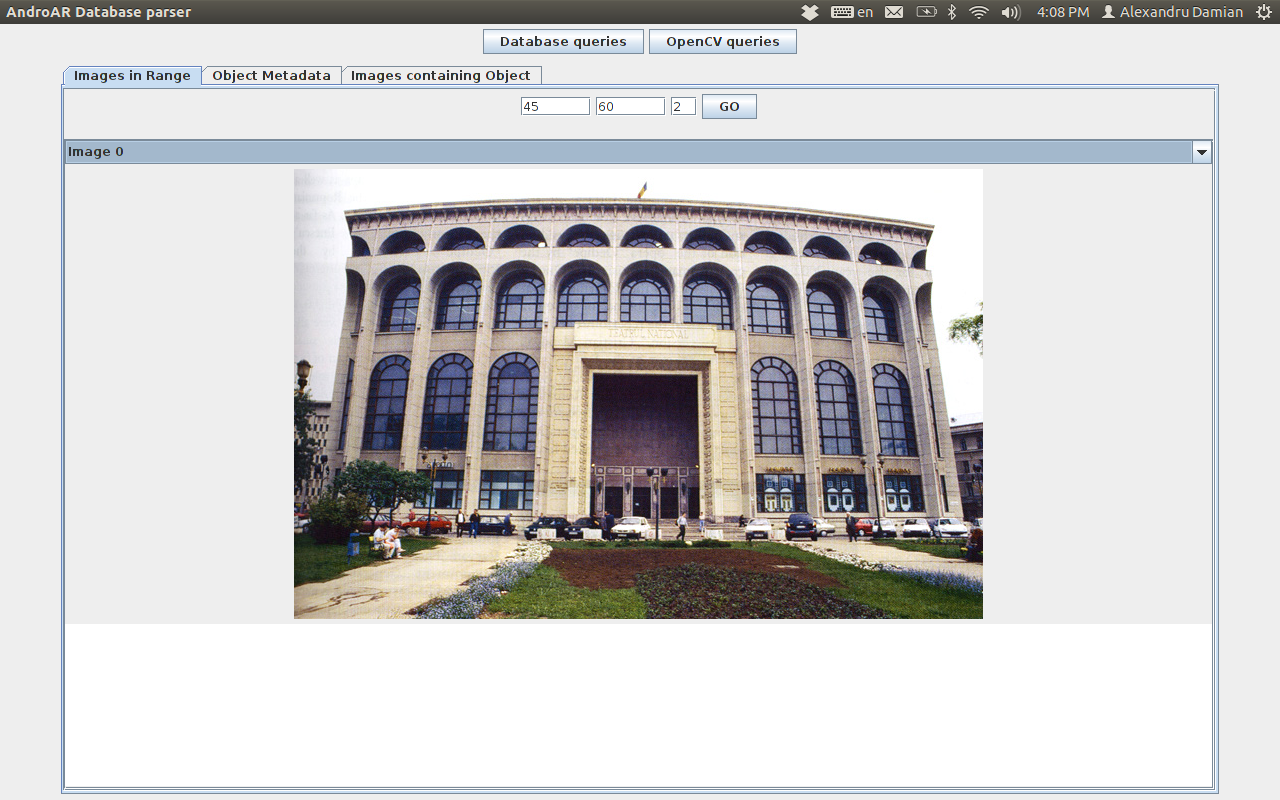 AndroAR Database parser en 4:08 PM Alexandru Damian
Database queries OpenCV queries
Images in Range Object Metadata Images containing Object
45 60 2 GO
Image 0
TEATRUL NATIONAL